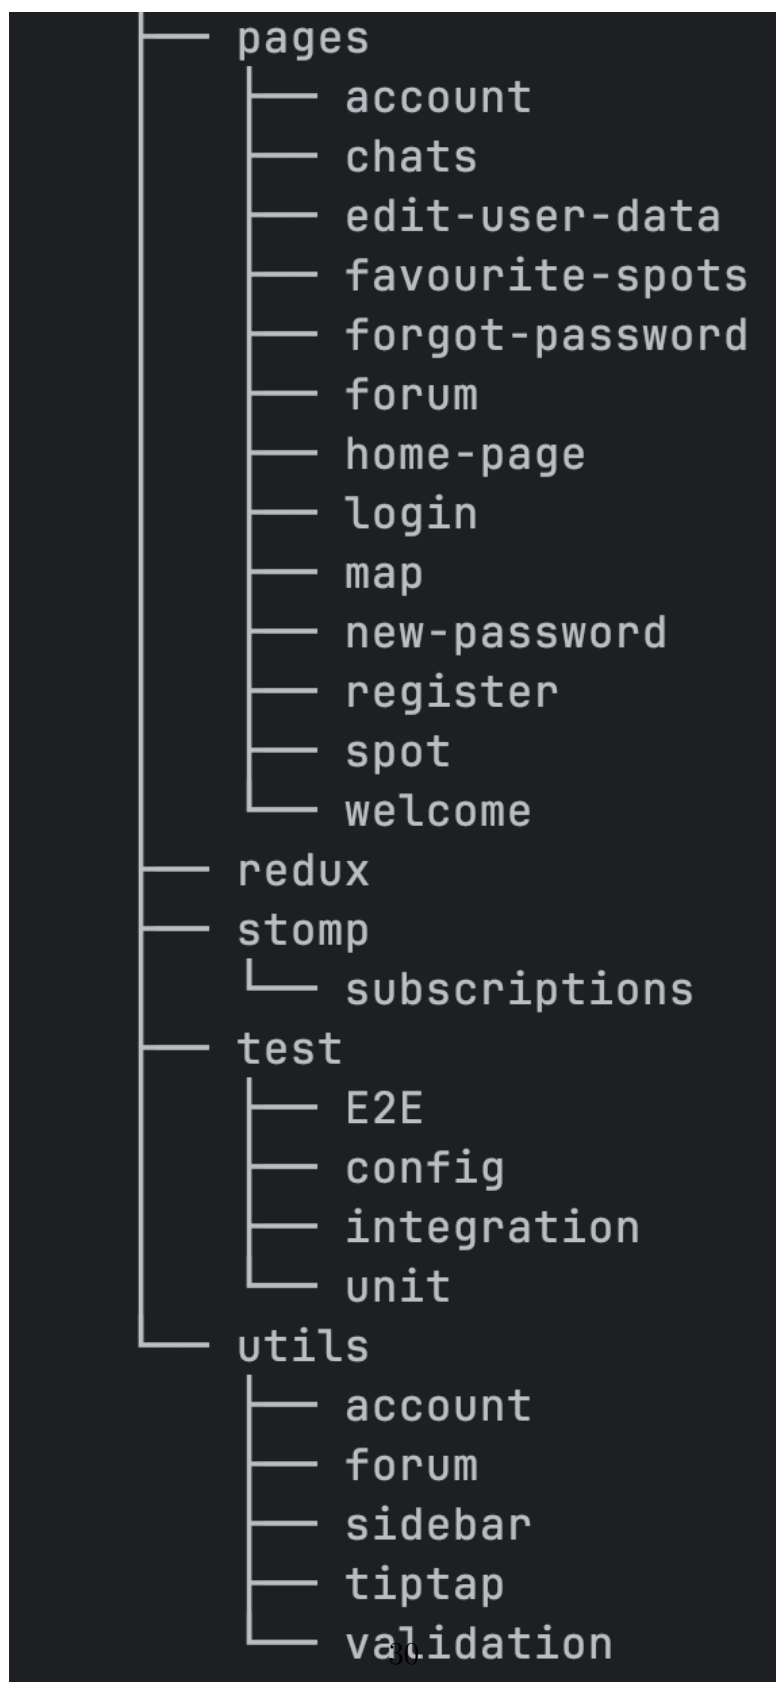 pages
account
chats
edit-user-data
favourite-spots
forgot-password
forum
home-page
login
map
new-password
register
spot
welcome
redux
stomp
subscriptions
test
E2E
config
integration
unit
utils
account
forum
sidebar
tiptap
validation
30